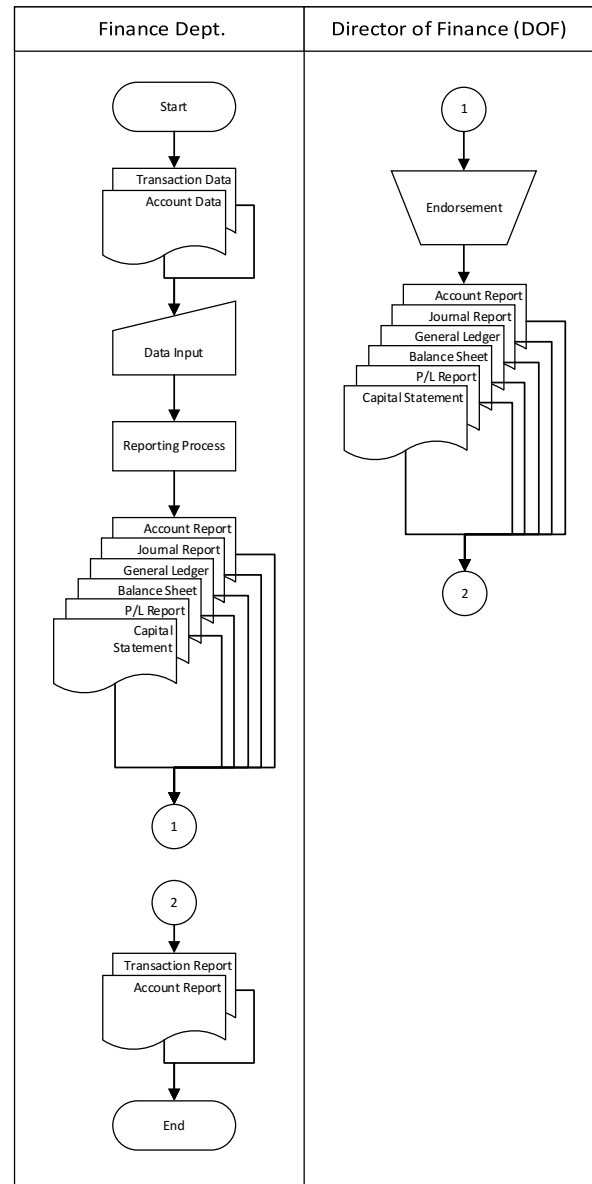 Finance Dept.
Director of Finance (DOF)
Start
Transaction Data
Account Data
Data Input
Reporting Process
Account Report
Journal Report
General Ledger
Balance Sheet
P/L Report
Capital
Statement
1
2
Transaction Report
Account Report
End
1
Endorsement
Account Report
Journal Report
General Ledger
Balance Sheet
P/L Report
Capital Statement
2